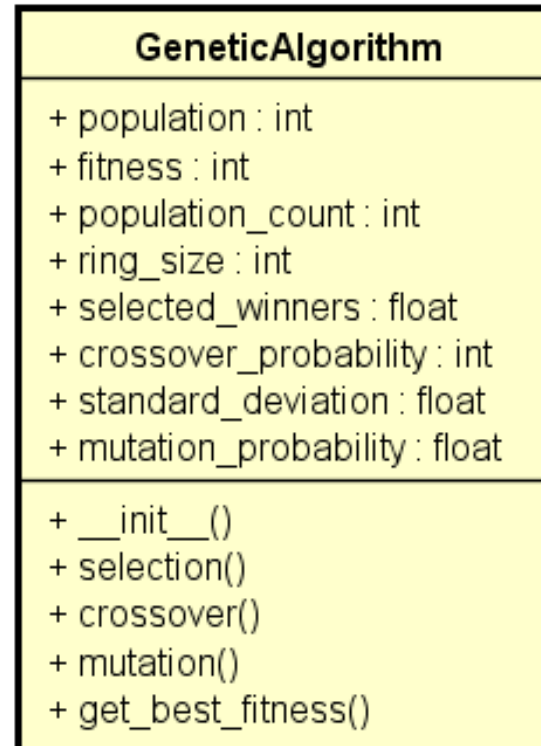 GeneticAlgorithm
+ population : int
+ fitness : int
+ population_count : int
+ ring_size : int
+ selected_winners : float
+ crossover_probability : int
+ standard_deviation : float
+ mutation_probability : float
+ __init__()
+ selection()
+ crossover()
+ mutation()
+ get_best_fitness()